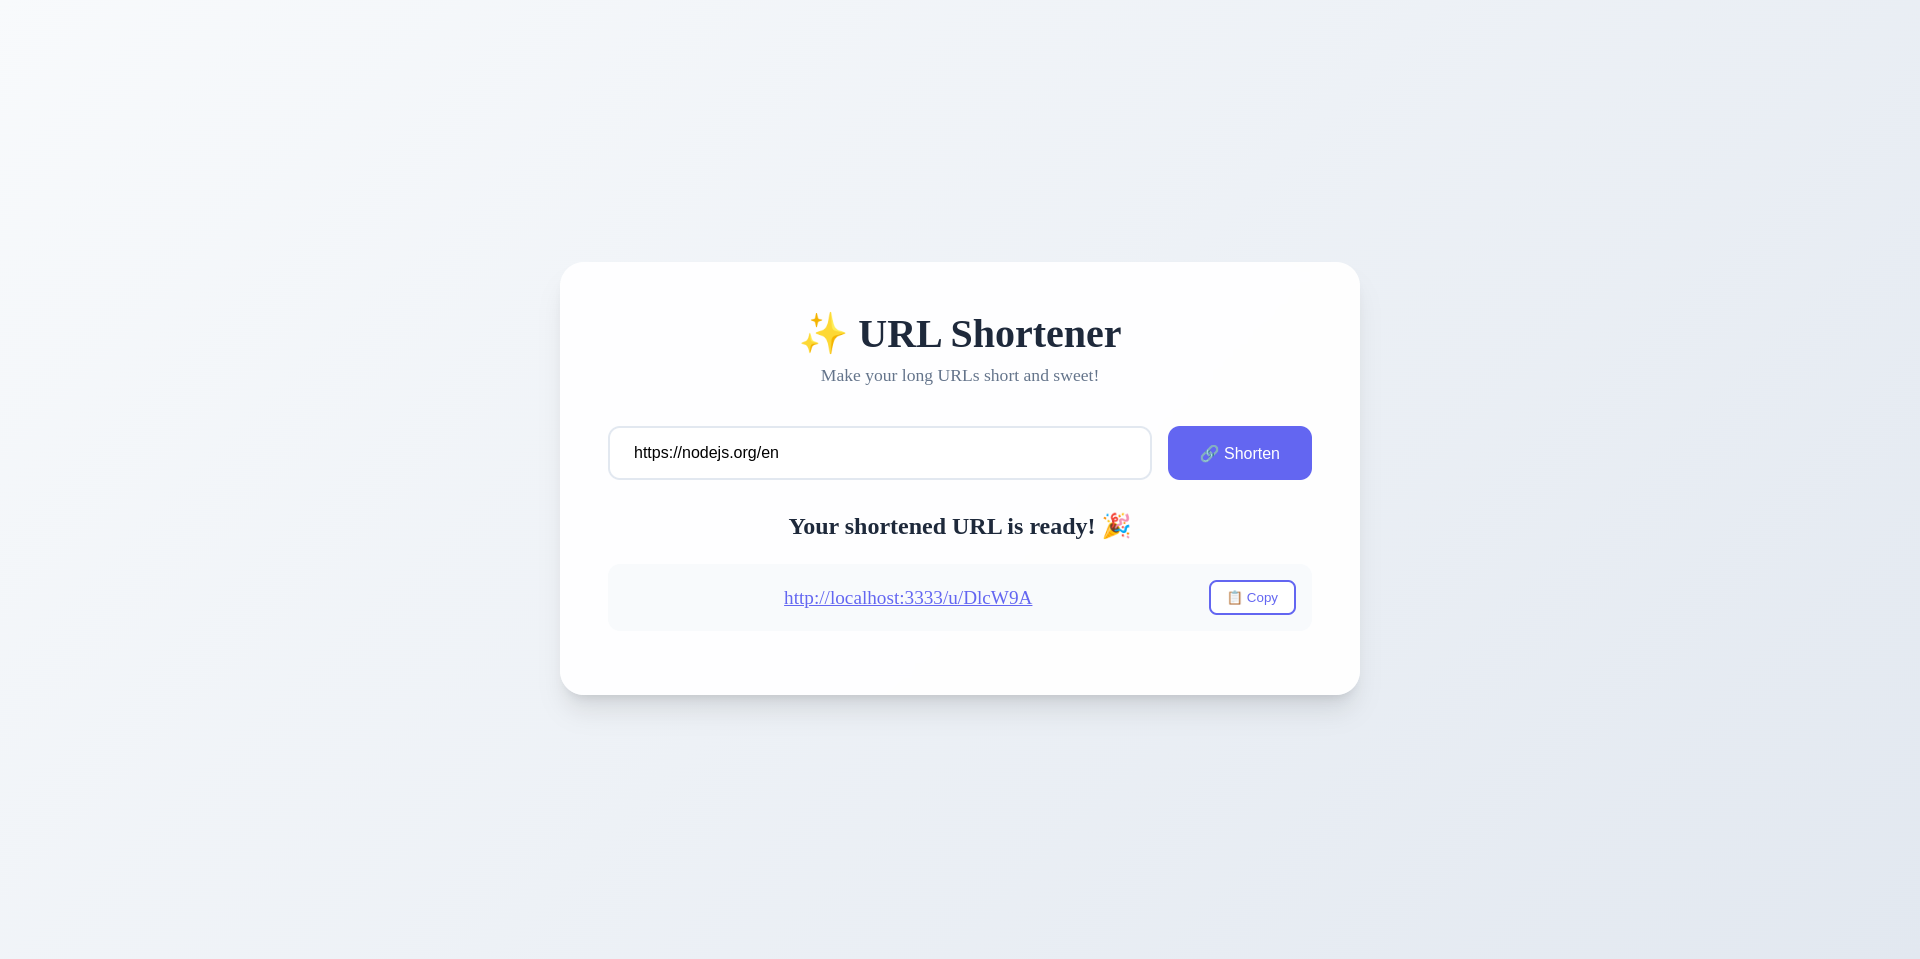 ✨ URL Shortener
Make your long URLs short and sweet!
https://nodejs.org/en
🔗 Shorten
Your shortened URL is ready! 🎉
http://localhost:3333/u/DlcW9A
📋 Copy